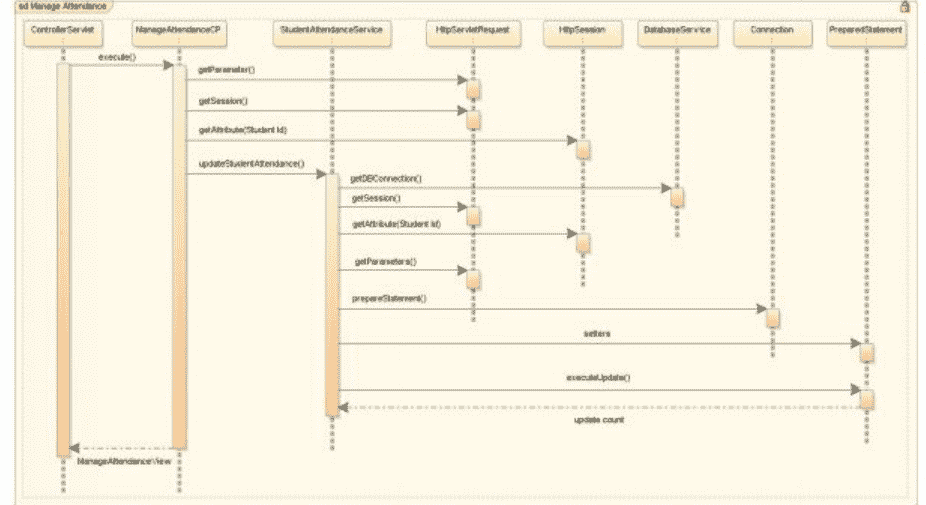 sd Manage Attendance
ControllerServlet
ManageAttendanceCP
StudentAttendanceService
HttpServletRequest
HttpSession
DatabaseService
Connection
PreparedStatement
execute()
getParameter()
getSession()
getAttribute(Student Id)
updateStudentAttendance()
getDBConnection()
getSession()
getAttribute(Student Id)
getParameters()
prepareStatement()
setters
executeUpdate()
update count
ManageAttendanceView